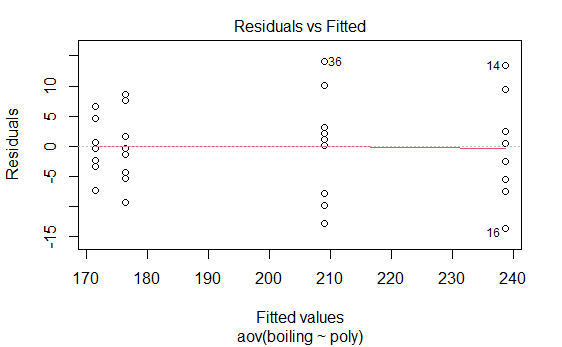 Residuals vs Fitted
Residuals
10
5
0
-5
-15
36
14
16
170 180 190 200 210 220 230 240
Fitted values
aov(boiling ~ poly)